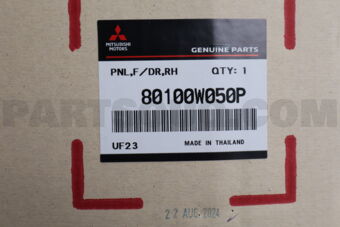 MITSUBISHI
MOTORS
GENUINE PARTS
PNL,F/DR,RH QTY: 1
80100W050P
UF23 MADE IN THAILAND
22 AUG 2024